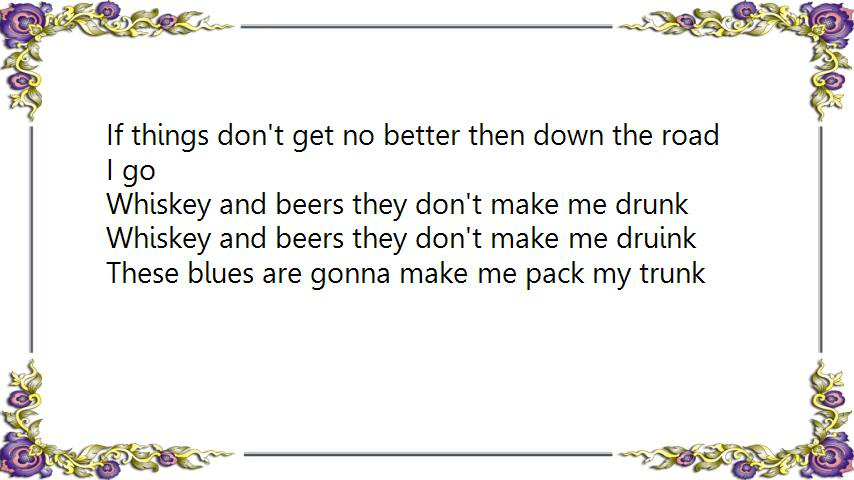 If things don't get no better then down the road
I go
Whiskey and beers they don't make me drunk
Whiskey and beers they don't make me druink
These blues are gonna make me pack my trunk